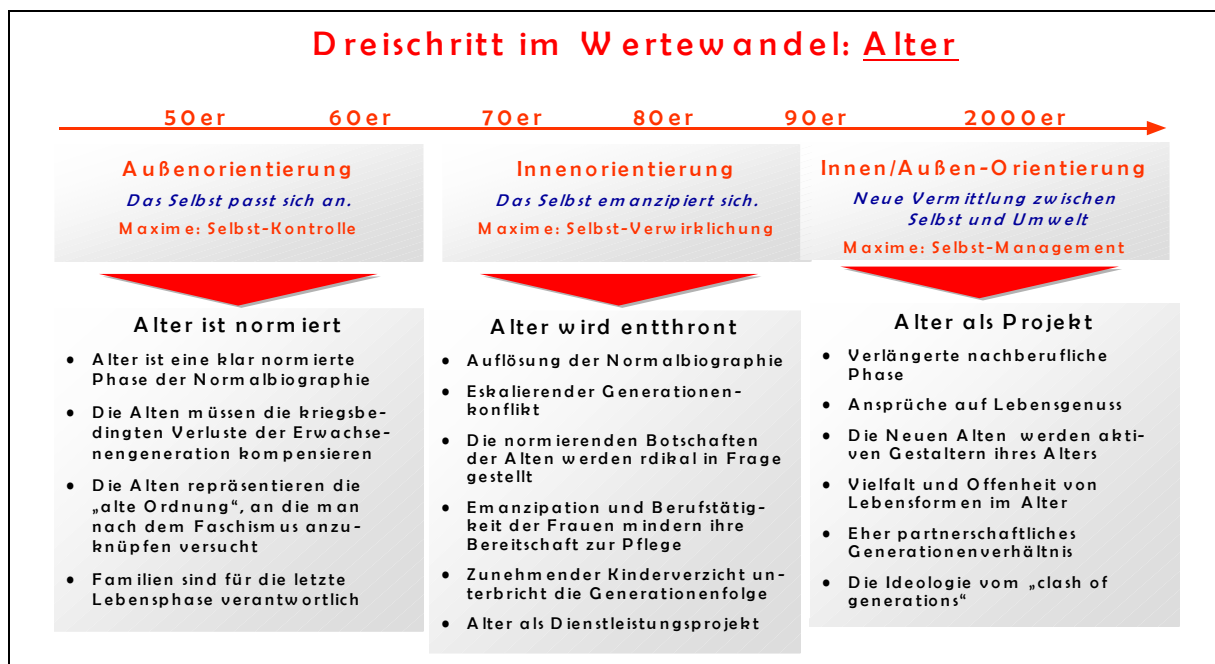 Dreischritt im Wertewandel: Alter
50er 60er 70er 80er 90er 2000er
Außenorientierung
Das Selbst passt sich an.
Maxime: Selbst-Kontrolle
Innenorientierung
Das Selbst emanzipiert sich.
Maxime: Selbst-Verwirklichung
Innen/Außen-Orientierung
Neue Vermittlung zwischen
Selbst und Umwelt
Maxime: Selbst-Management
Alter ist normiert
• Alter ist eine klar normierte
Phase der Normalbiographie
• Die Alten müssen die kriegsbe-
dingten Verluste der Erwachse-
nengeneration kompensieren
• Die Alten repräsentieren die
„alte Ordnung“, an die man
nach dem Faschismus anzu-
knüpfen versucht
• Familien sind für die letzte
Lebensphase verantwortlich
Alter wird entthront
• Auflösung der Normalbiographie
• Eskalierender Generationen-
konflikt
• Die normierenden Botschaften
der Alten werden rdikal in Frage
gestellt
• Emanzipation und Berufstätig-
keit der Frauen mindern ihre
Bereitschaft zur Pflege
• Zunehmender Kinderverzicht un-
terbricht die Generationenfolge
• Alter als Dienstleistungsprojekt
Alter als Projekt
• Verlängerte nachberufliche
Phase
• Ansprüche auf Lebensgenuss
• Die Neuen Alten werden akti-
ven Gestaltern ihres Alters
• Vielfalt und Offenheit von
Lebensformen im Alter
• Eher partnerschaftliches
Generationenverhältnis
• Die Ideologie vom „clash of
generations“